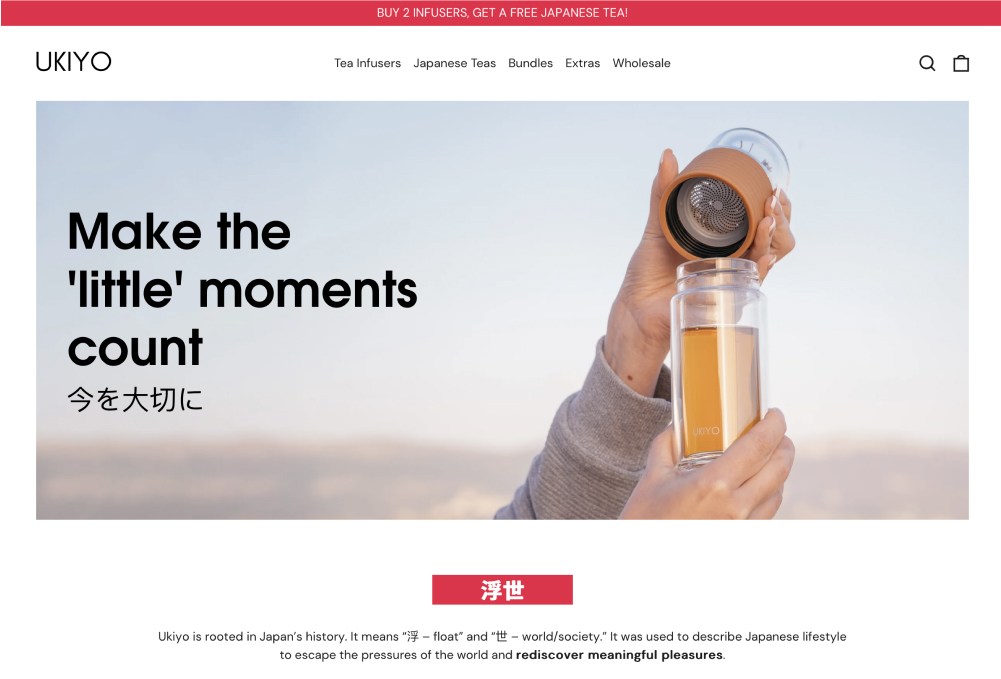 BUY 2 INFUSERS, GET A FREE JAPANESE TEA!
UKIYO
Tea Infusers Japanese Teas Bundles Extras Wholesale
Make the
'little' moments
count
今を大切に
UKIYO
浮世
Ukiyo is rooted in Japan’s history. It means “浮 – float” and “世 – world/society.” It was used to describe Japanese lifestyle
to escape the pressures of the world and rediscover meaningful pleasures.